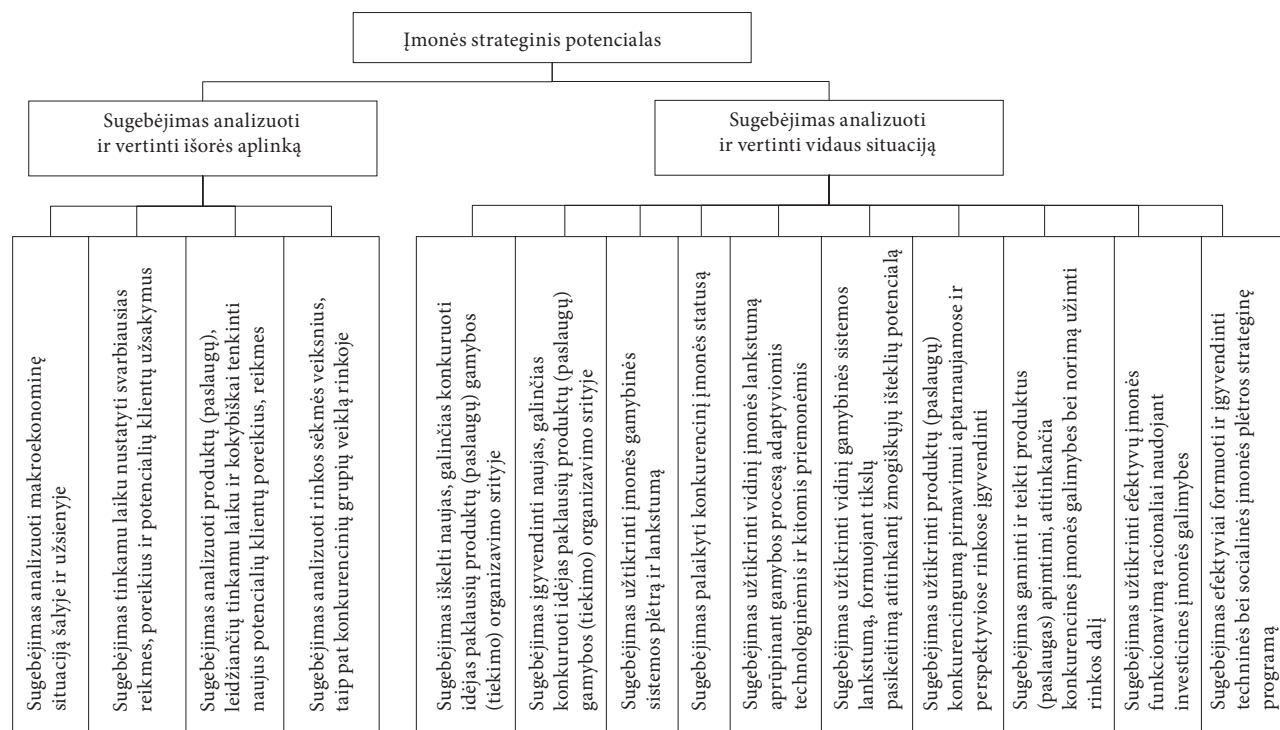 Įmonės strateginis potencialas
Sugebėjimas analizuoti
ir vertinti išorės aplinką
Sugebėjimas analizuoti
ir vertinti vidaus situaciją
Sugebėjimas analizuoti makroekonominę
situaciją šalyje ir užsienyje
Sugebėjimas tinkamu laiku nustatyti svarbiausias
reikmes, poreikius ir potencialių klientų užsakymus
Sugebėjimas analizuoti produktų (paslaugų),
leidžiančių tinkamu laiku ir kokybiškai tenkinti
naujus potencialių klientų poreikius, reikmes
Sugebėjimas analizuoti rinkos sėkmės veiksnius,
taip pat konkurencinių grupių veiklą rinkoje
Sugebėjimas iškelti naujas, galinčias konkuruoti
idėjas paklausių produktų (paslaugų) gamybos
(tiekimo) organizavimo srityje
Sugebėjimas įgyvendinti naujas, galinčias
konkuruoti idėjas paklausių produktų (paslaugų)
gamybos (tiekimo) organizavimo srityje
Sugebėjimas užtikrinti įmonės gamybinės
sistemos plėtrą ir lankstumą
Sugebėjimas palaikyti konkurencinį įmonės statusą
Sugebėjimas užtikrinti vidinį įmonės lankstumą
aprūpinant gamybos procesą adaptyviomis
technologinėmis ir kitomis priemonėmis
Sugebėjimas užtikrinti vidinį gamybinės sistemos
lankstumą, formuojant tikslų
pasikeitimą atitinkantį žmogiškųjų išteklių potencialą
Sugebėjimas užtikrinti produktų (paslaugų)
konkurencingumą pirmavimui aptarnaujamose ir
perspektyviose rinkose įgyvendinti
Sugebėjimas gaminti ir teikti produktus
(paslaugas) apimtimi, atitinkančia
konkurencines įmonės galimybes bei norimą užimti
rinkos dalį
Sugebėjimas užtikrinti efektyvų įmonės
funkcionavimą racionaliai naudojant
investicines įmonės galimybes
Sugebėjimas efektyviai formuoti ir įgyvendinti
techninės bei socialinės įmonės plėtros strateginę
programą